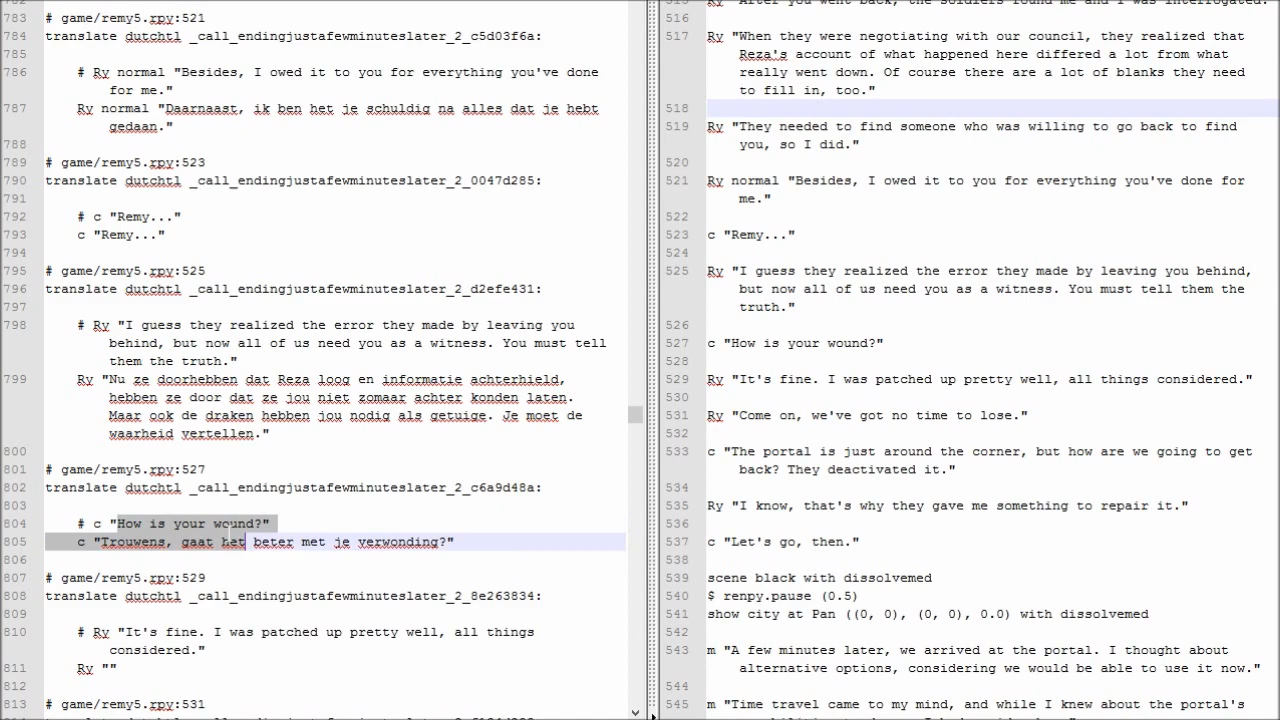 783 # game/remy5.rpy:521
784 translate dutchtl _call_endingjustafewminuteslater_2_c5d03f6a:
785
786 # Ry normal "Besides, I owed it to you for everything you've done
for me."
787 Ry normal "Daarnaast, ik ben het je schuldig na alles dat je hebt
gedaan."
788
789 # game/remy5.rpy:523
790 translate dutchtl _call_endingjustafewminuteslater_2_0047d285:
791
792 # c "Remy..."
793 c "Remy..."
794
795 # game/remy5.rpy:525
796 translate dutchtl _call_endingjustafewminuteslater_2_d2efe431:
797
798 # Ry "I guess they realized the error they made by leaving you
behind, but now all of us need you as a witness. You must tell
them the truth."
799 Ry "Nu ze doorhebben dat Reza loog en informatie achterhield,
hebben ze door dat ze jou niet zomaar achter konden laten.
Maar ook de draken hebben jou nodig als getuige. Je moet de
waarheid vertellen."
800
801 # game/remy5.rpy:527
802 translate dutchtl _call_endingjustafewminuteslater_2_c6a9d48a:
803
804 # c "How is your wound?"
805 c "Trouwens, gaat het beter met je verwonding?"
806
807 # game/remy5.rpy:529
808 translate dutchtl _call_endingjustafewminuteslater_2_8e263834:
809
810 # Ry "It's fine. I was patched up pretty well, all things
considered."
811 Ry ""
812
813 # game/remy5.rpy:531
516
517 Ry "When they were negotiating with our council, they realized that
Reza's account of what happened here differed a lot from what
really went down. Of course there are a lot of blanks they need
to fill in, too."
518
519 Ry "They needed to find someone who was willing to go back to find
you, so I did."
520
521 Ry normal "Besides, I owed it to you for everything you've done for
me."
522
523 c "Remy..."
524
525 Ry "I guess they realized the error they made by leaving you behind,
but now all of us need you as a witness. You must tell them the
truth."
526
527 c "How is your wound?"
528
529 Ry "It's fine. I was patched up pretty well, all things considered."
530
531 Ry "Come on, we've got no time to lose."
532
533 c "The portal is just around the corner, but how are we going to get
back? They deactivated it."
534
535 Ry "I know, that's why they gave me something to repair it."
536
537 c "Let's go, then."
538
539 scene black with dissolvemed
540 $ renpy.pause (0.5)
541 show city at Pan ((0, 0), (0, 0), 0.0) with dissolvemed
542
543 m "A few minutes later, we arrived at the portal. I thought about
alternative options, considering we would be able to use it now."
544
545 m "Time travel came to my mind, and while I knew about the portal's